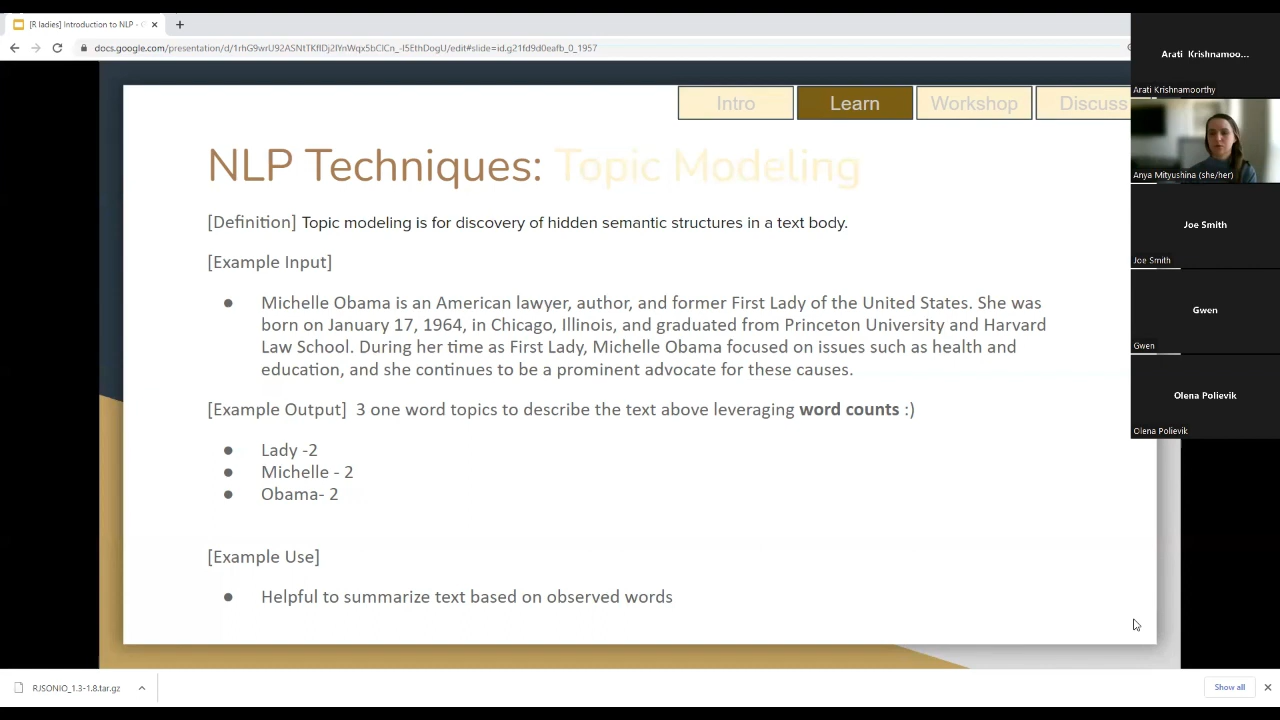 [R ladies] Introduction to NLP - G
docs.google.com/presentation/d/1rhG9wrU92ASNtTKflDj2lYnWqx5bClCn_-I5EthDogU/edit#slide=id.g21fd9d0eafb_0_1957
Intro
Learn
Workshop
Discuss
NLP Techniques: Topic Modeling
[Definition] Topic modeling is for discovery of hidden semantic structures in a text body.
[Example Input]
● Michelle Obama is an American lawyer, author, and former First Lady of the United States. She was
born on January 17, 1964, in Chicago, Illinois, and graduated from Princeton University and Harvard
Law School. During her time as First Lady, Michelle Obama focused on issues such as health and
education, and she continues to be a prominent advocate for these causes.
[Example Output] 3 one word topics to describe the text above leveraging word counts :)
● Lady -2
● Michelle - 2
● Obama- 2
[Example Use]
● Helpful to summarize text based on observed words
Arati Krishnamoo...
Arati Krishnamoorthy
Anya Mityushina (she/her)
Joe Smith
Joe Smith
Gwen
Gwen
Olena Polievik
Olena Polievik
RJSONIO_1.3-1.8.tar.gz
Show all